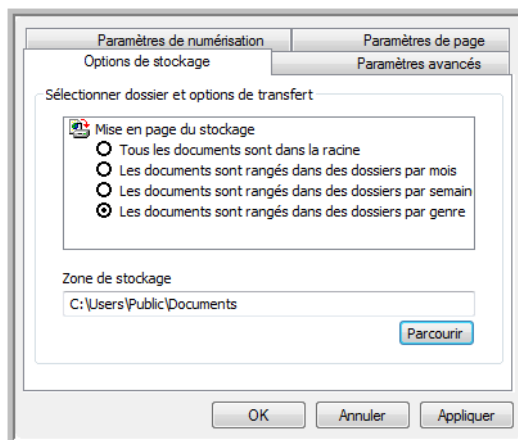 Paramètres de numérisation
Paramètres de page
Options de stockage
Paramètres avancés
Sélectionner dossier et options de transfert
Mise en page du stockage
Tous les documents sont dans la racine
Les documents sont rangés dans des dossiers par mois
Les documents sont rangés dans des dossiers par semain
Les documents sont rangés dans des dossiers par genre
Zone de stockage
C:\Users\Public\Documents
Parcourir
OK
Annuler
Appliquer